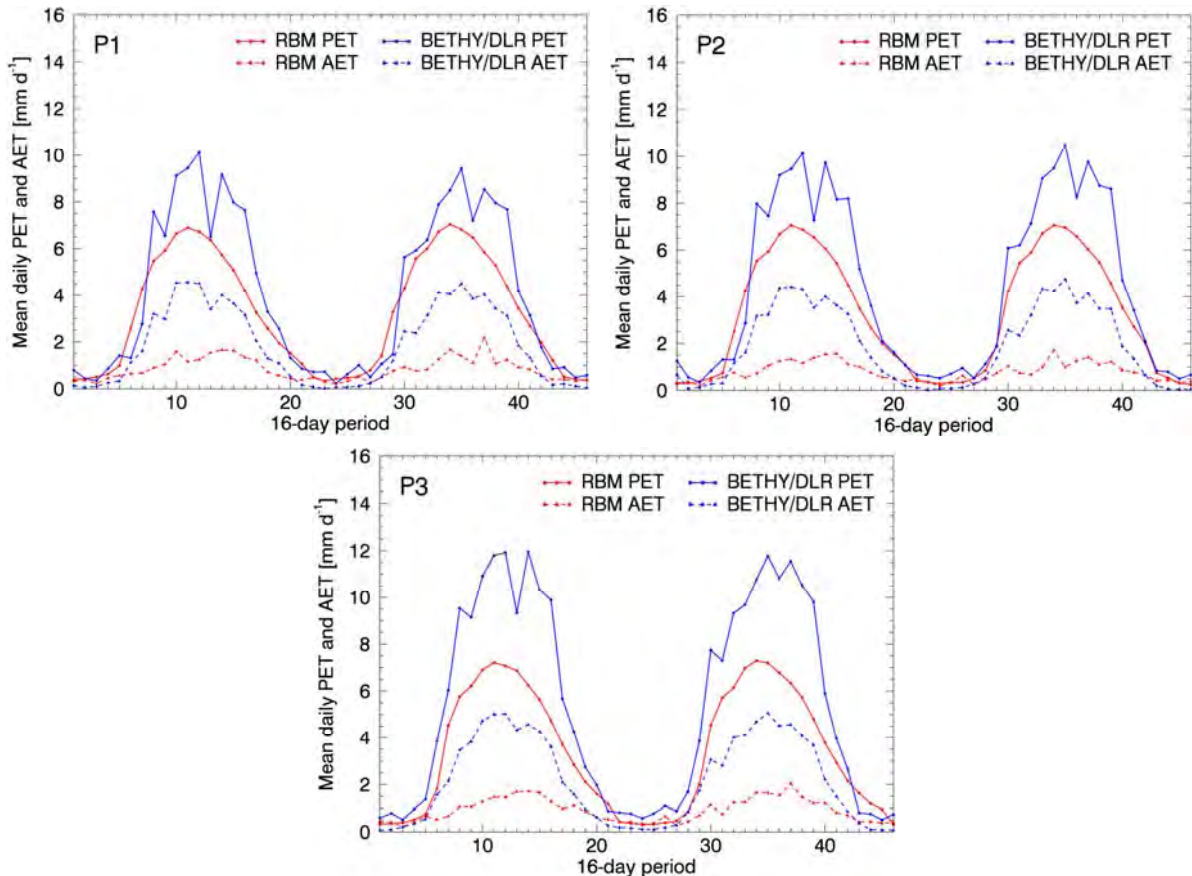 P1
RBM PET
BETHY/DLR PET
RBM AET
BETHY/DLR AET
Mean daily PET and AET [mm d⁻¹]
16
14
12
10
8
6
4
2
0
10
20
30
40
16-day period
P2
RBM PET
BETHY/DLR PET
RBM AET
BETHY/DLR AET
Mean daily PET and AET [mm d⁻¹]
16
14
12
10
8
6
4
2
0
10
20
30
40
16-day period
P3
RBM PET
BETHY/DLR PET
RBM AET
BETHY/DLR AET
Mean daily PET and AET [mm d⁻¹]
16
14
12
10
8
6
4
2
0
10
20
30
40
16-day period